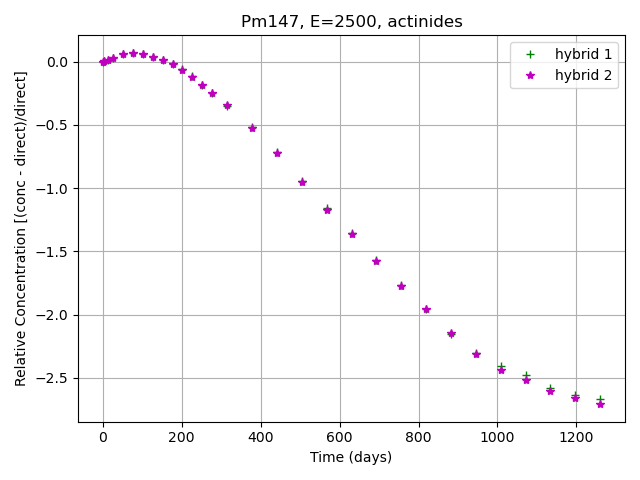 Pm147, E=2500, actinides
hybrid 1
hybrid 2
Relative Concentration [(conc - direct)/direct]
0.0
−0.5
−1.0
−1.5
−2.0
−2.5
0 200 400 600 800 1000 1200
Time (days)